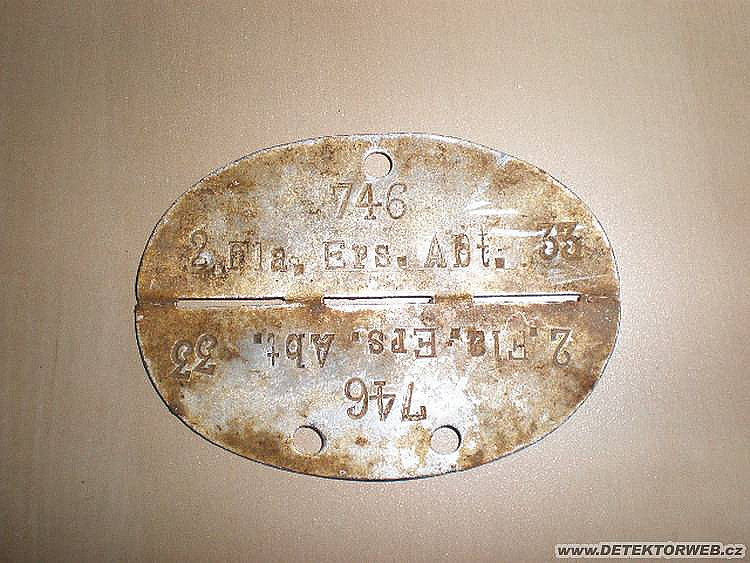 746
2. Fla. Ers. Abt. 33
2. Fla. Ers. Abt. 33
746
www.DETEKTORWEB.cz